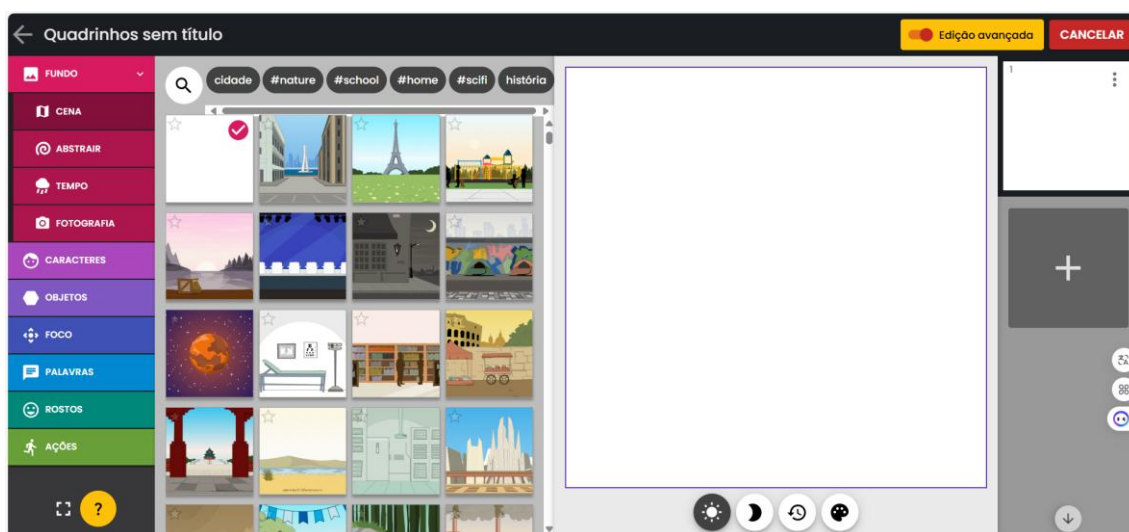 Quadrinhos sem título
Edição avançada
CANCELAR
FUNDO
CENA
ABSTRAIR
TEMPO
FOTOGRAFIA
CARACTERES
OBJETOS
FOCO
PALAVRAS
ROSTOS
AÇÕES
?
cidade #nature #school #home #scifi história
1